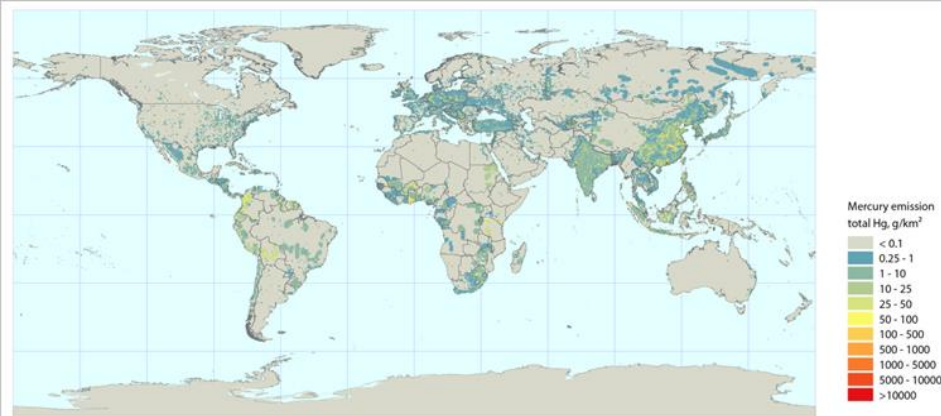 Mercury emission
total Hg, g/km²
< 0.1
0.25 - 1
1 - 10
10 - 25
25 - 50
50 - 100
100 - 500
500 - 1000
1000 - 5000
5000 - 10000
>10000